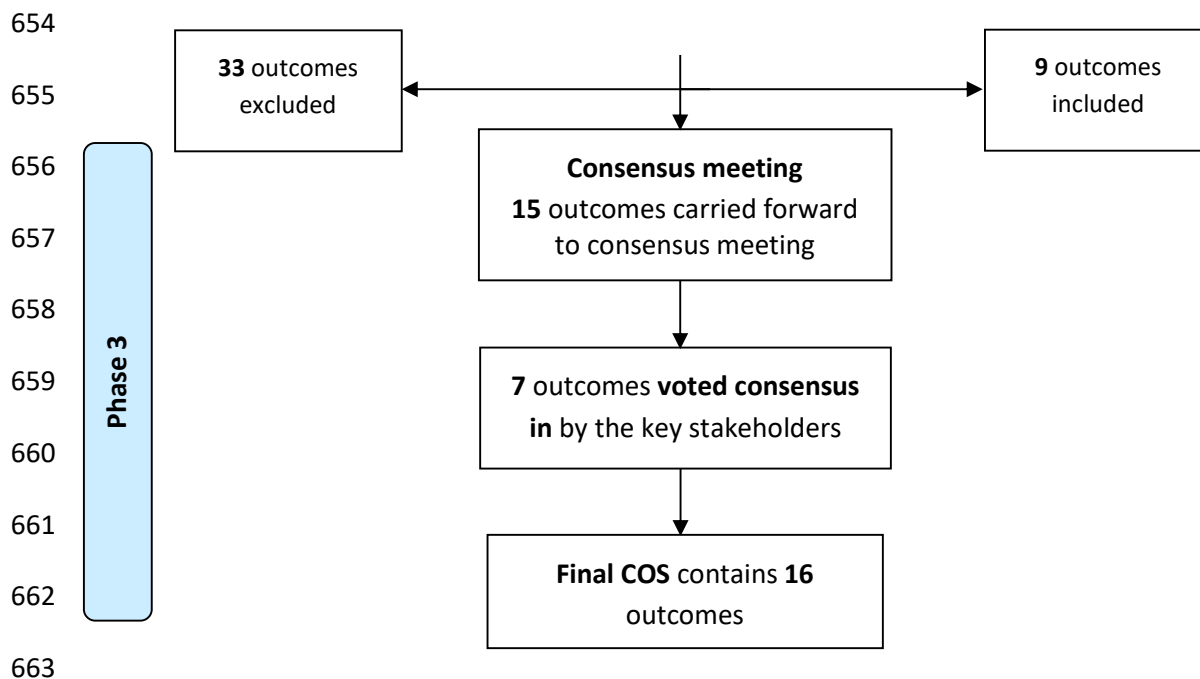 654
33 outcomes
excluded
9 outcomes
included
655
656
Consensus meeting
15 outcomes carried forward
to consensus meeting
657
658
Phase 3
659
7 outcomes voted consensus
in by the key stakeholders
660
661
Final COS contains 16
outcomes
662
663